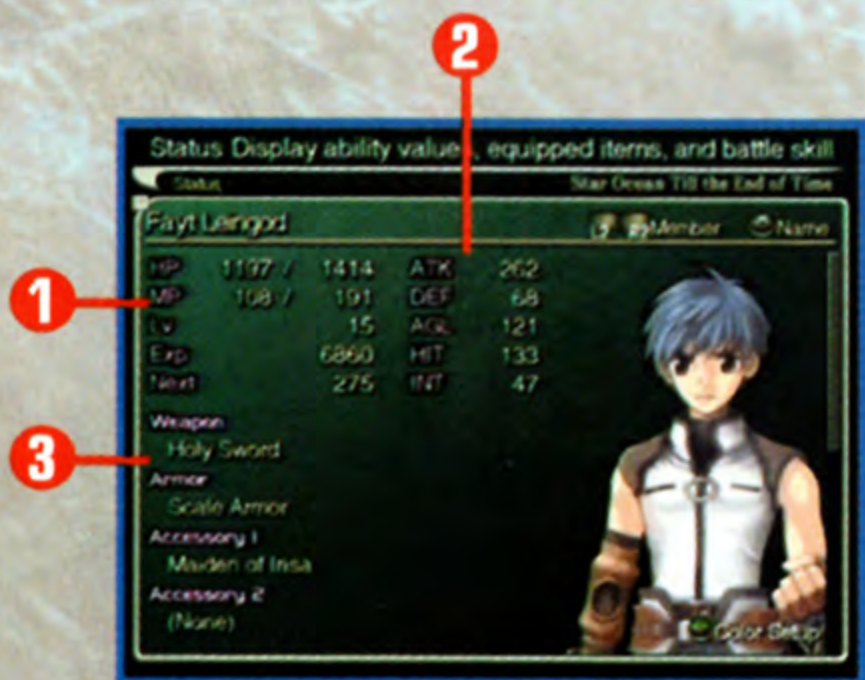 2
Status Display ability values, equipped items, and battle skill
Status
Star Ocean Till the End of Time
Fayt Leingod
Member Name
HP 1197 / 1414 ATK 262
1
MP 108 / 191 DEF 68
Lv 15 AGL 121
Exp 6860 HIT 133
Next 275 INT 47
Weapon
3
Holy Sword
Armor
Scale Armor
Accessory 1
Maiden of Irisa
Accessory 2
(None)
Color Setup